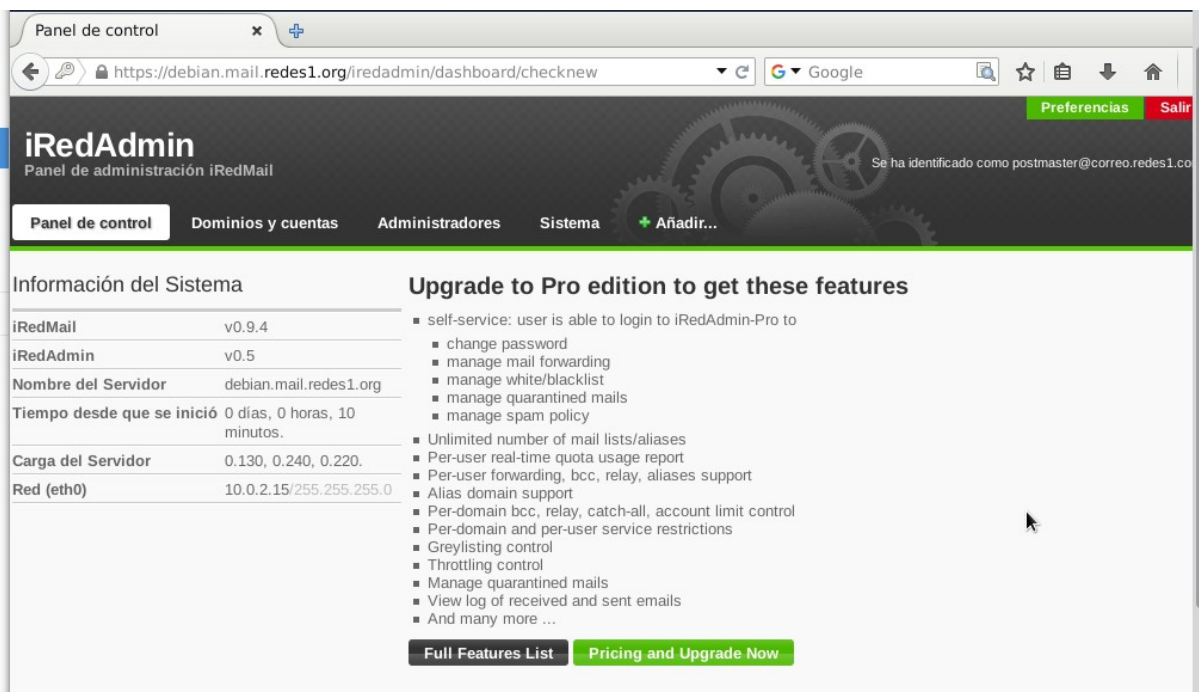 Panel de control
https://debian.mail.redes1.org/iredadmin/dashboard/checknew
Google
Preferencias
Salir
iRedAdmin
Panel de administración iRedMail
Se ha identificado como postmaster@correo.redes1.co
Panel de control
Dominios y cuentas
Administradores
Sistema
Añadir...
Información del Sistema
iRedMail v0.9.4
iRedAdmin v0.5
Nombre del Servidor debian.mail.redes1.org
Tiempo desde que se inició 0 días, 0 horas, 10
minutos.
Carga del Servidor 0.130, 0.240, 0.220.
Red (eth0) 10.0.2.15/255.255.255.0
Upgrade to Pro edition to get these features
self-service: user is able to login to iRedAdmin-Pro to
change password
manage mail forwarding
manage white/blacklist
manage quarantined mails
manage spam policy
Unlimited number of mail lists/aliases
Per-user real-time quota usage report
Per-user forwarding, bcc, relay, aliases support
Alias domain support
Per-domain bcc, relay, catch-all, account limit control
Per-domain and per-user service restrictions
Greylisting control
Throttling control
Manage quarantined mails
View log of received and sent emails
And many more ...
Full Features List
Pricing and Upgrade Now